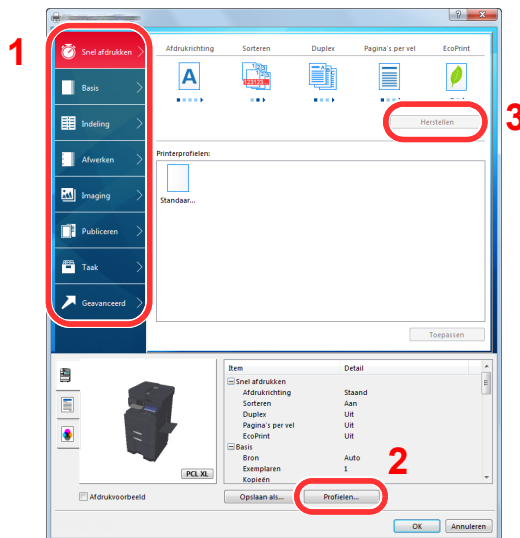 ?
1
Snel afdrukken
Basis
Indeling
Afwerken
Imaging
Publiceren
Taak
Geavanceerd
Afdrukrichting Sorteren Duplex Pagina's per vel EcoPrint
A
123123
Herstellen
3
Printerprofielen:
Standaar...
Toepassen
Item Detail
Snel afdrukken
Afdrukrichting Staand
Sorteren Aan
Duplex Uit
Pagina's per vel Uit
EcoPrint Uit
Basis
Bron Auto
Exemplaren 1
Kopieën
PCL XL
2
Afdrukvoorbeeld
Opslaan als... Profielen...
OK Annuleren